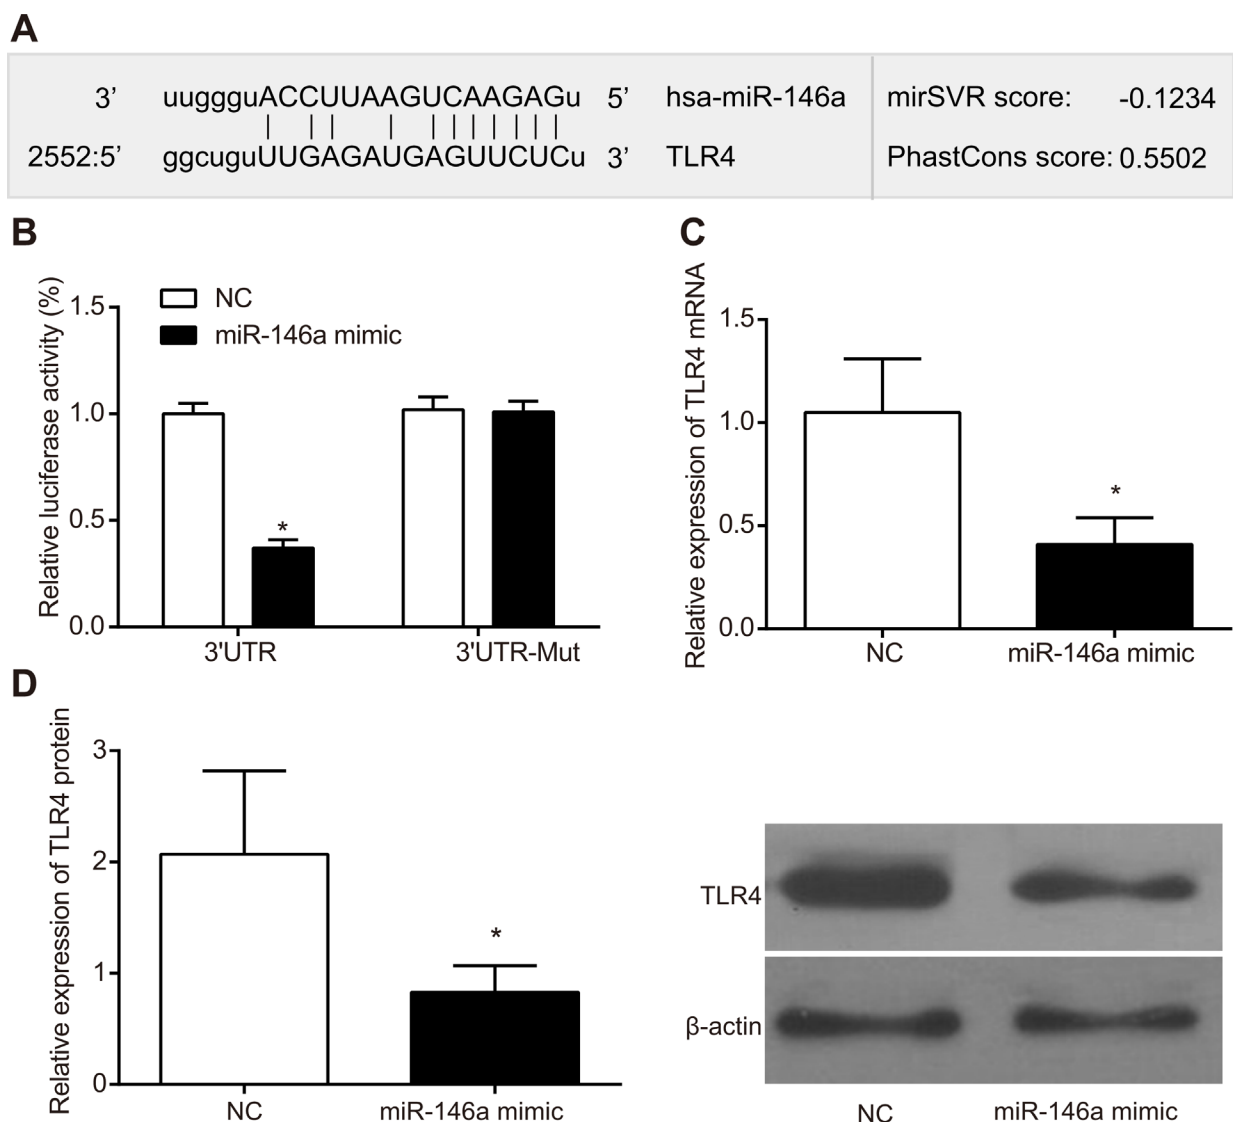 A
3’ uugggu​ACCUUAAGUCAAGAGu 5’ hsa-miR-146a mirSVR score: -0.1234
2552:5’ ggcuguUUGAGAUGAGUUCUCu 3’ TLR4 PhastCons score: 0.5502
B
Relative luciferase activity (%)
NC
miR-146a mimic
1.5
1.0
0.5
0.0
*
3'UTR
3'UTR-Mut
C
Relative expression of TLR4 mRNA
1.5
1.0
0.5
0.0
*
NC
miR-146a mimic
D
Relative expression of TLR4 protein
3
2
1
0
*
NC
miR-146a mimic
TLR4
β-actin
NC
miR-146a mimic